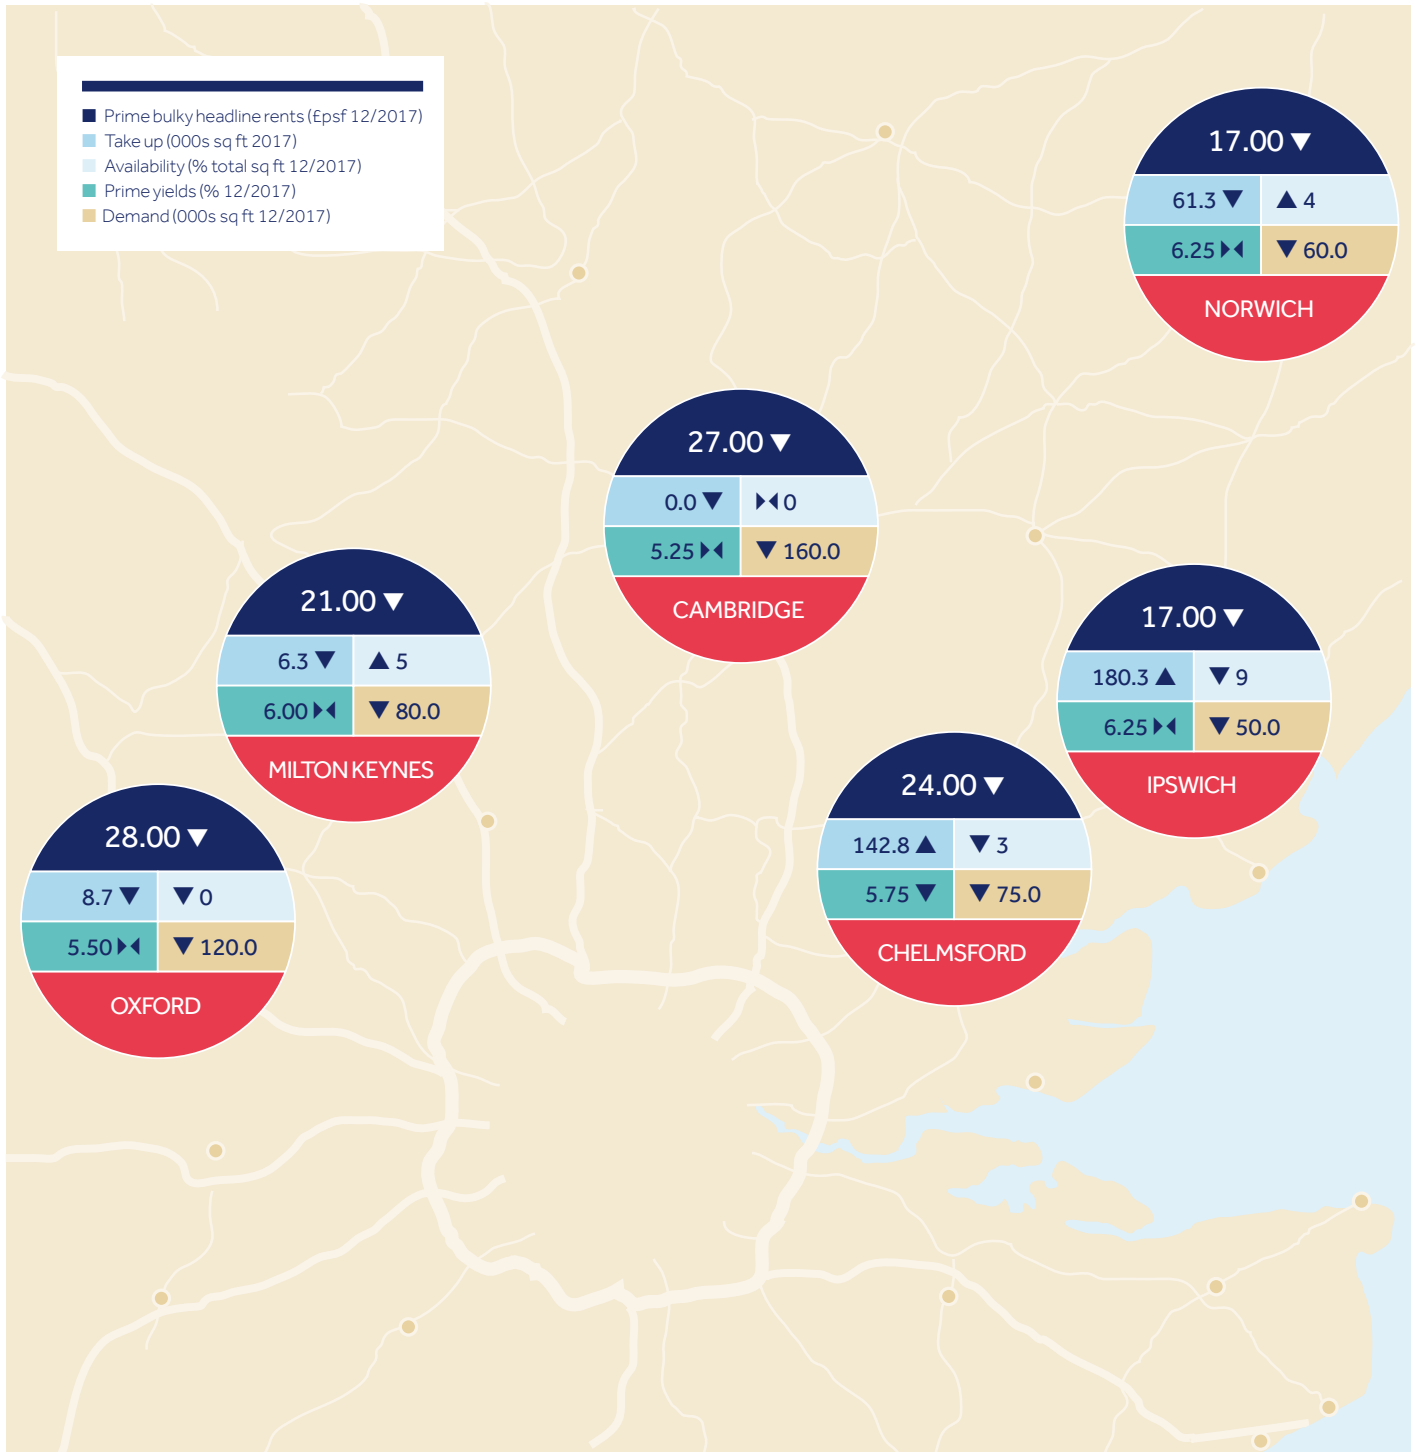 Prime bulky headline rents (£psf 12/2017)
Take up (000s sq ft 2017)
Availability (% total sq ft 12/2017)
Prime yields (% 12/2017)
Demand (000s sq ft 12/2017)
17.00 ▼
61.3 ▼ ▲ 4
6.25 ▶◀ ▼ 60.0
NORWICH
27.00 ▼
0.0 ▼ ▶◀ 0
5.25 ▶◀ ▼ 160.0
CAMBRIDGE
21.00 ▼
6.3 ▼ ▲ 5
6.00 ▶◀ ▼ 80.0
MILTON KEYNES
17.00 ▼
180.3 ▲ ▼ 9
6.25 ▶◀ ▼ 50.0
IPSWICH
24.00 ▼
142.8 ▲ ▼ 3
5.75 ▼ ▼ 75.0
CHELMSFORD
28.00 ▼
8.7 ▼ ▼ 0
5.50 ▶◀ ▼ 120.0
OXFORD